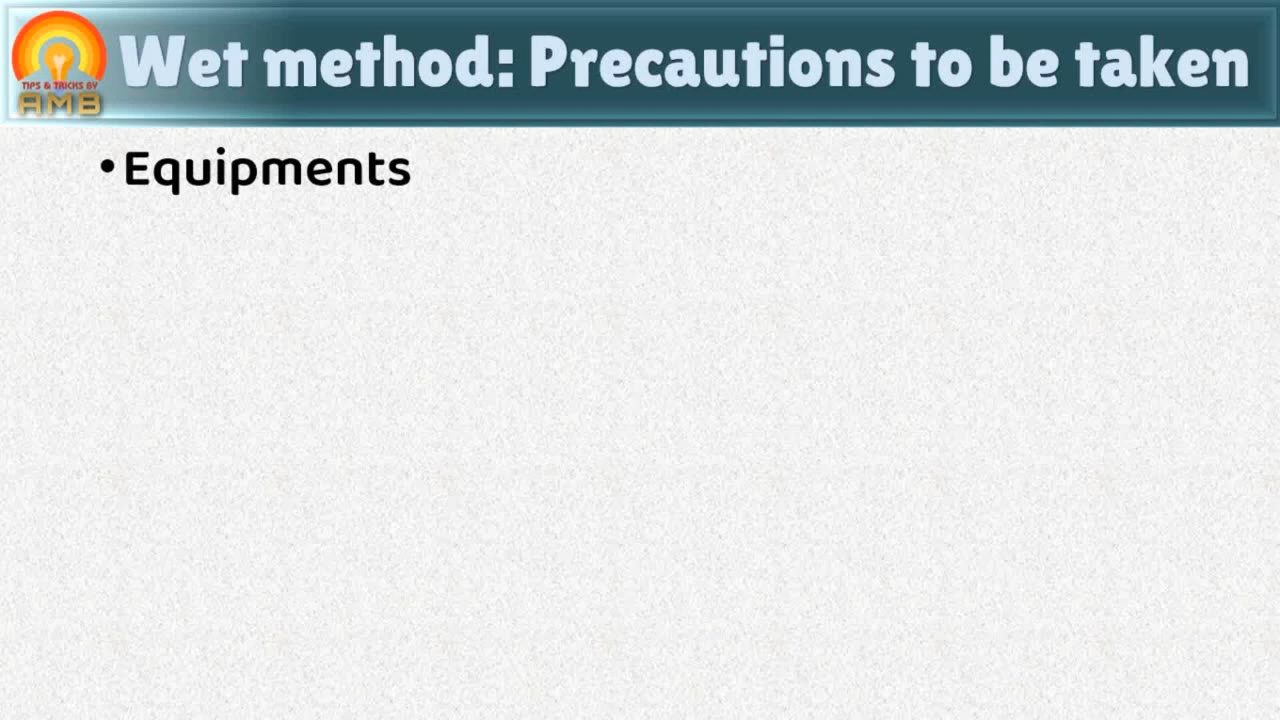 Wet method: Precautions to be taken
TIPS & TRICKS BY
AMB
• Equipments